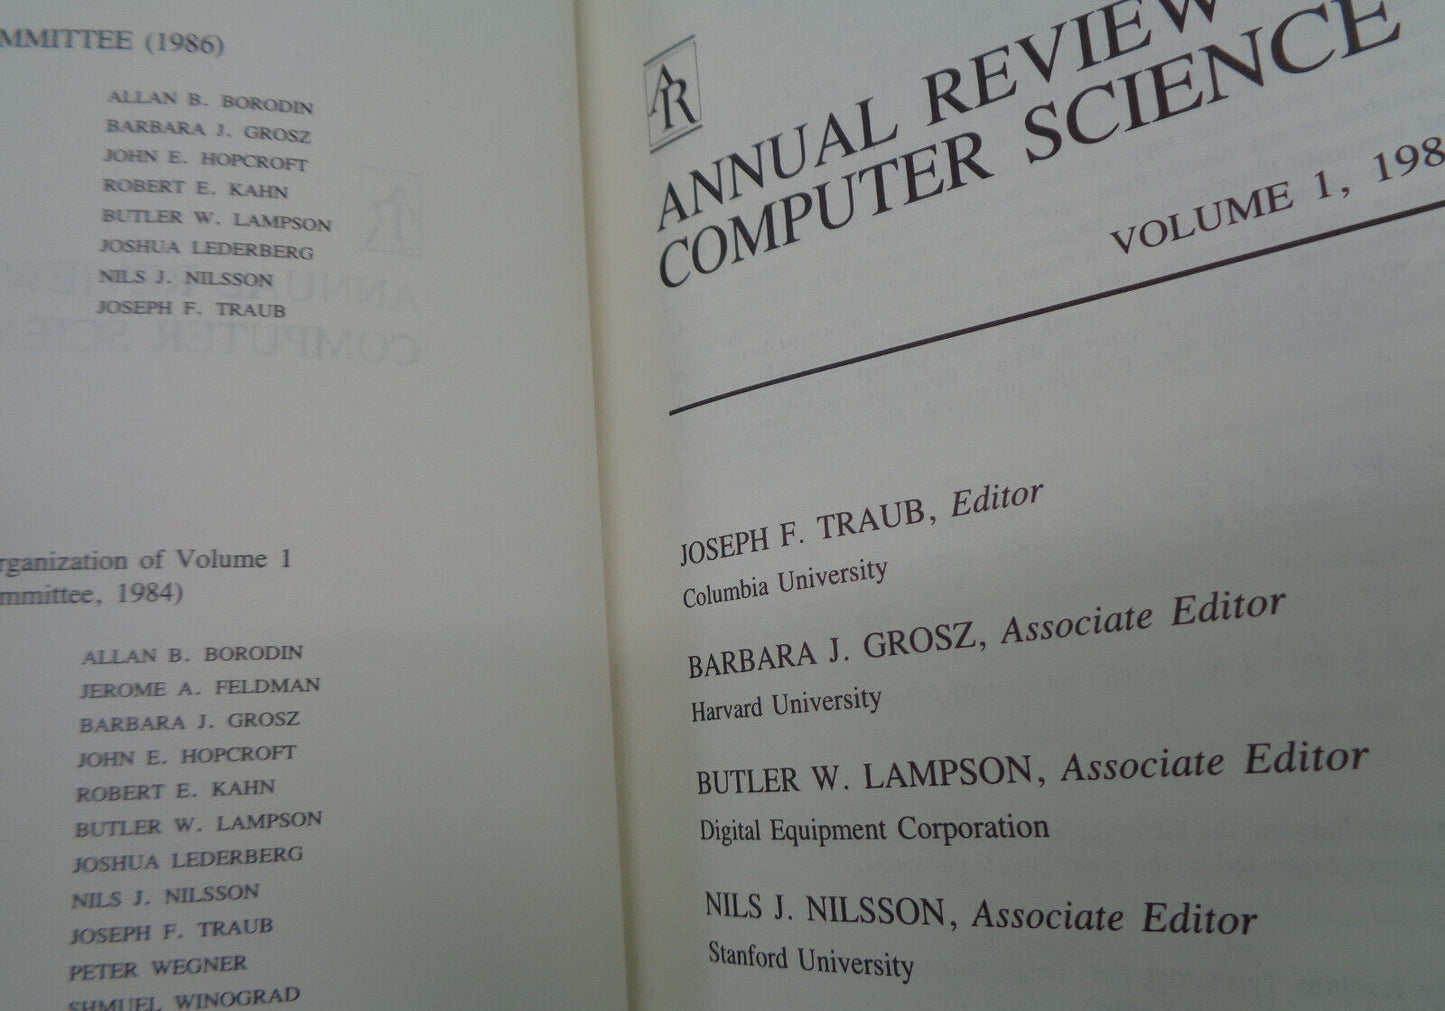 MMITTEE (1986)
ALLAN B. BORODIN
BARBARA J. GROSZ
JOHN E. HOPCROFT
ROBERT E. KAHN
BUTLER W. LAMPSON
JOSHUA LEDERBERG
NILS J. NILSSON
JOSEPH F. TRAUB
rganization of Volume 1
mmittee, 1984)
ALLAN B. BORODIN
JEROME A. FELDMAN
BARBARA J. GROSZ
JOHN E. HOPCROFT
ROBERT E. KAHN
BUTLER W. LAMPSON
JOSHUA LEDERBERG
NILS J. NILSSON
JOSEPH F. TRAUB
PETER WEGNER
SHMUEL WINOGRAD
AR
ANNUAL REVIEW
COMPUTER SCIENCE
VOLUME 1, 198
JOSEPH F. TRAUB, Editor
Columbia University
BARBARA J. GROSZ, Associate Editor
Harvard University
BUTLER W. LAMPSON, Associate Editor
Digital Equipment Corporation
NILS J. NILSSON, Associate Editor
Stanford University